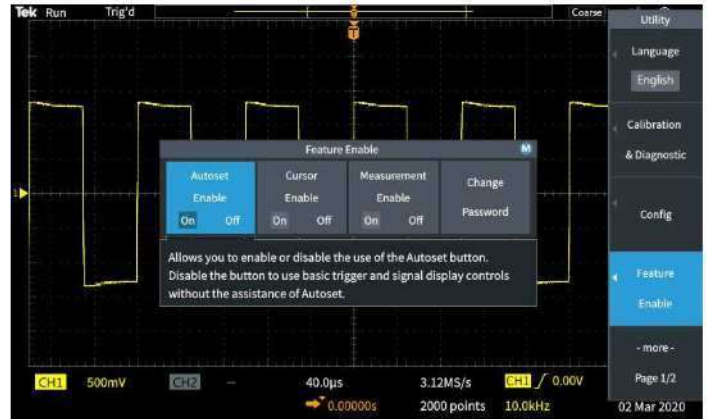 Tek Run Trig'd Coarse
T
Utility
Language
English
Calibration
& Diagnostic
Config
Feature
Enable
- more -
Page 1/2
Feature Enable M
Autoset
Enable
On Off
Cursor
Enable
On Off
Measurement
Enable
On Off
Change
Password
Allows you to enable or disable the use of the Autoset button.
Disable the button to use basic trigger and signal display controls
without the assistance of Autoset.
1
CH1 500mV CH2 40.0µs 3.12MS/s CH1 0.00V
0.00000s 2000 points 10.0kHz 02 Mar 2020